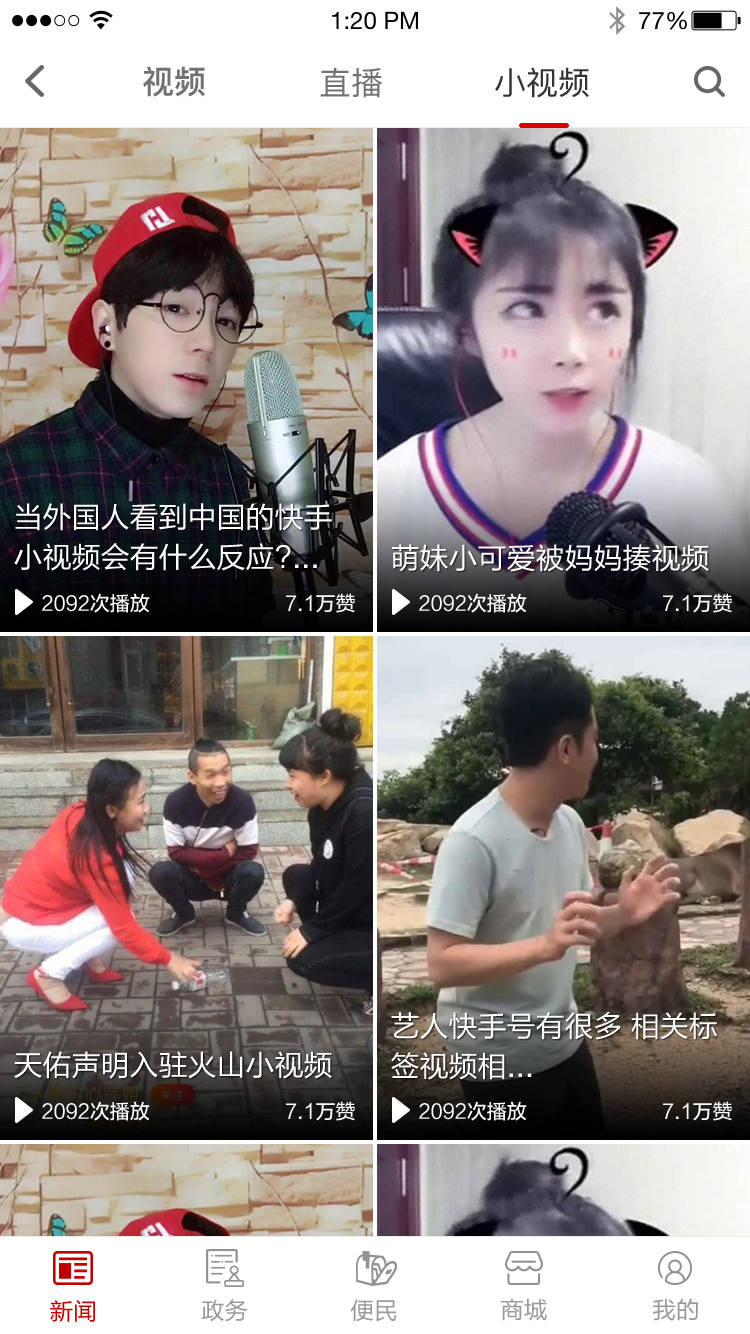 1:20 PM
77%
视频
直播
小视频
当外国人看到中国的快手
小视频会有什么反应?...
2092次播放
7.1万赞
萌妹小可爱被妈妈揍视频
2092次播放
7.1万赞
天佑声明入驻火山小视频
关注
2092次播放
7.1万赞
艺人快手号有很多 相关标
签视频相...
2092次播放
7.1万赞
新闻
政务
便民
商城
我的